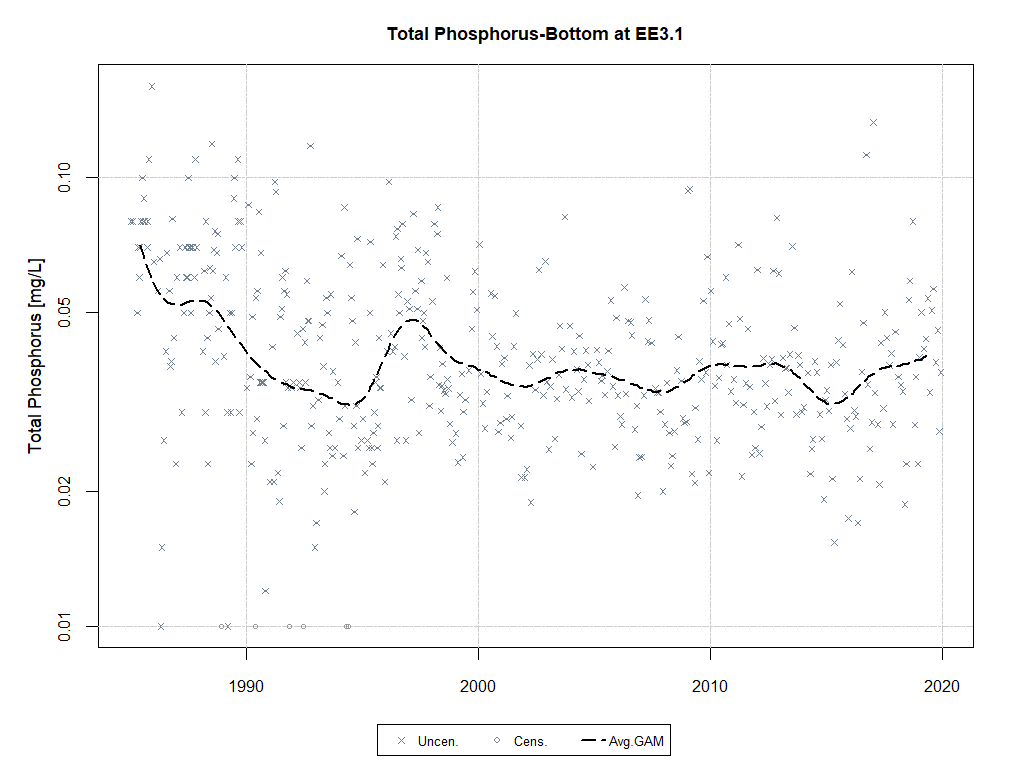 Total Phosphorus-Bottom at EE3.1
Total Phosphorus [mg/L]
0.10
0.05
0.02
0.01
1990 2000 2010 2020
Uncen. Cens. Avg.GAM